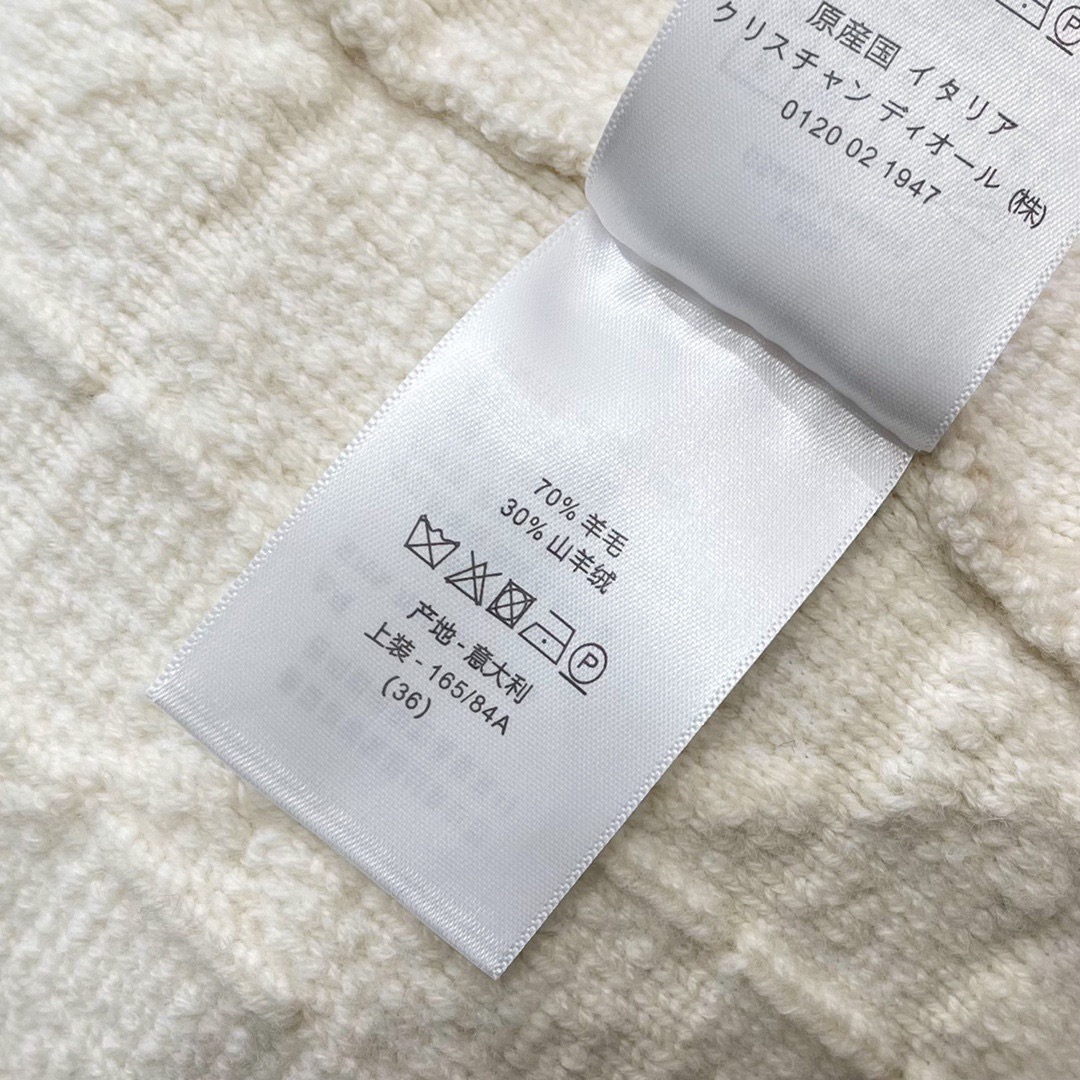 原産国 イタリア
クリスチャン ディオール (株)
0120 02 1947
70% 羊毛
30% 山羊绒
P
产地 - 意大利
上装 - 165/84A
(36)